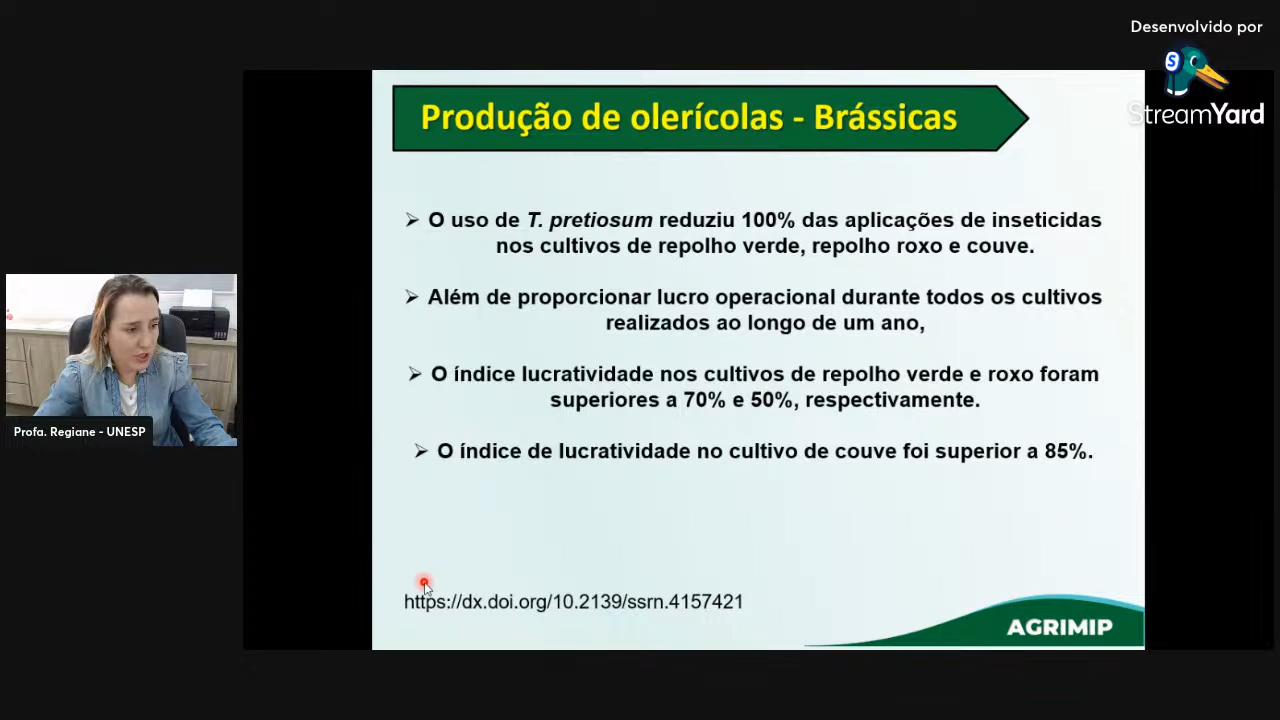 Desenvolvido por
StreamYard
Produção de olerícolas - Brássicas
➢ O uso de T. pretiosum reduziu 100% das aplicações de inseticidas
nos cultivos de repolho verde, repolho roxo e couve.
➢ Além de proporcionar lucro operacional durante todos os cultivos
realizados ao longo de um ano,
➢ O índice lucratividade nos cultivos de repolho verde e roxo foram
superiores a 70% e 50%, respectivamente.
➢ O índice de lucratividade no cultivo de couve foi superior a 85%.
Profa. Regiane - UNESP
https://dx.doi.org/10.2139/ssrn.4157421
AGRIMIP